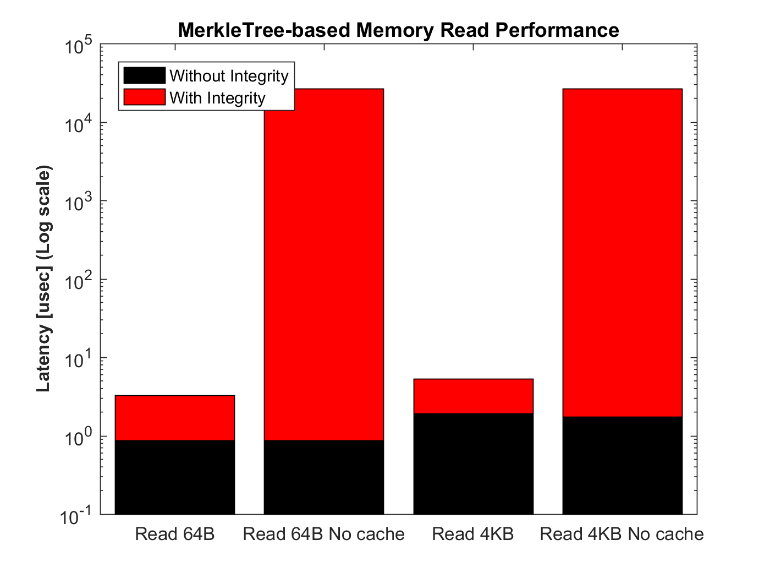 MerkleTree-based Memory Read Performance
Without Integrity
With Integrity
Latency [usec] (Log scale)
10^5
10^4
10^3
10^2
10^1
10^0
10^-1
Read 64B
Read 64B No cache
Read 4KB
Read 4KB No cache